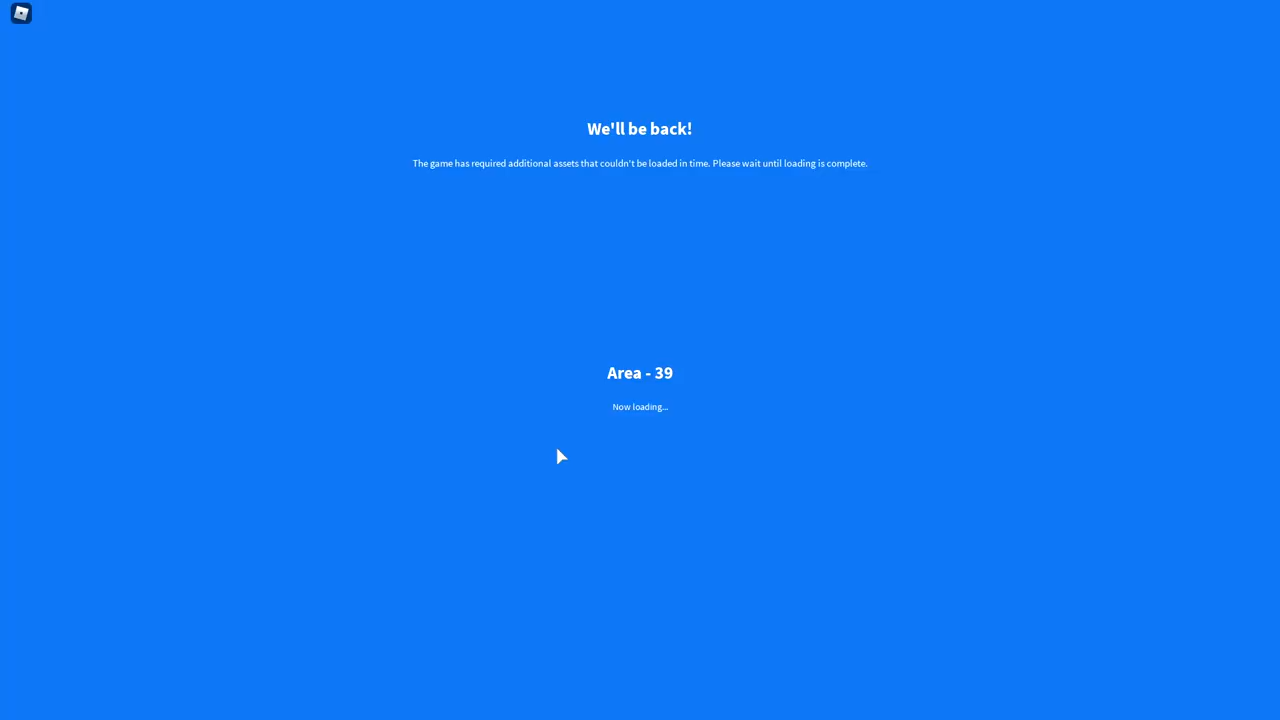 We'll be back!
The game has required additional assets that couldn't be loaded in time. Please wait until loading is complete.
Area - 39
Now loading...